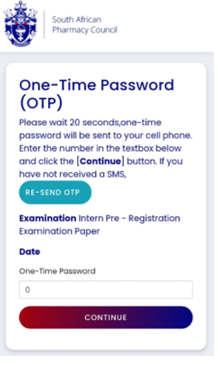 South African
Pharmacy Council
One-Time Password
(OTP)
Please wait 20 seconds,one-time
password will be sent to your cell phone.
Enter the number in the textbox below
and click the [Continue] button. If you
have not received a SMS,
RE-SEND OTP
Examination Intern Pre - Registration
Examination Paper
Date
One-Time Password
0
CONTINUE